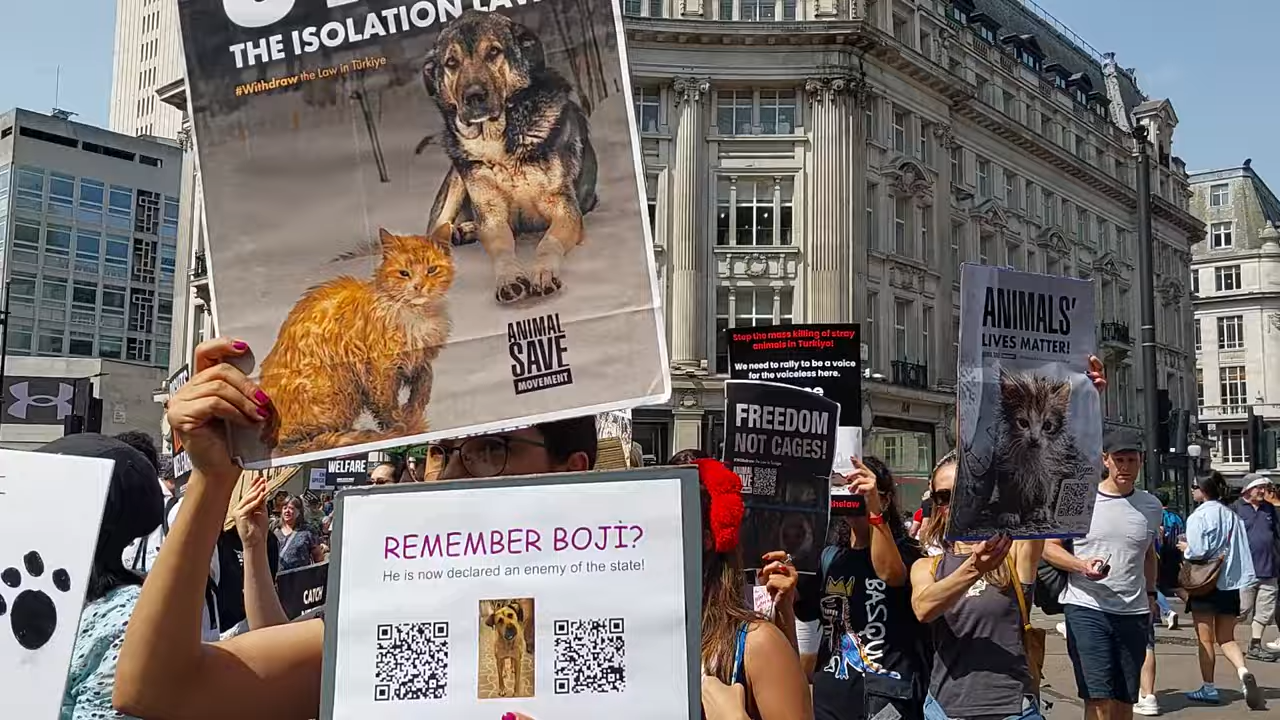 THE ISOLATION LAW
#Withdraw the Law in Türkiye
ANIMAL
SAVE
MOVEMENT
Stop the mass killing of stray
animals in Turkiye!
We need to rally to be a voice
for the voiceless here.
FREEDOM
NOT CAGES!
ANIMALS'
LIVES MATTER!
WELFARE
CATCH
REMEMBER BOJİ?
He is now declared an enemy of the state!